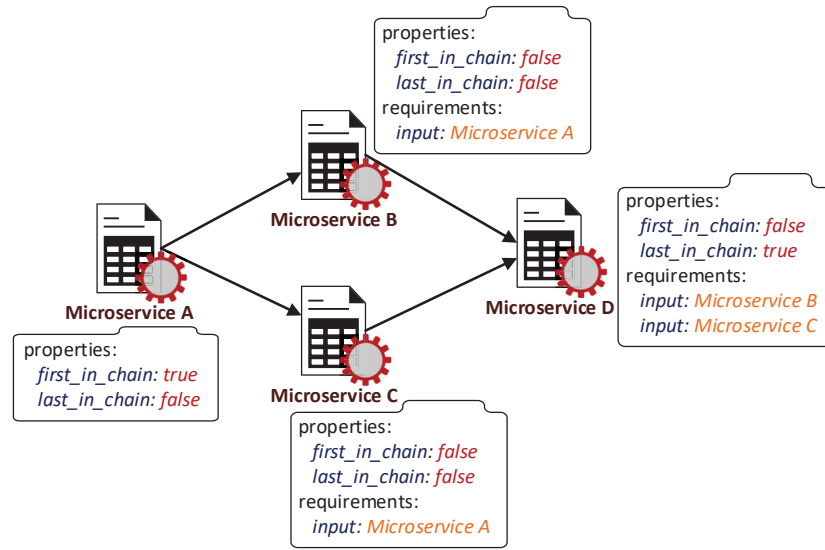 properties:
first_in_chain: false
last_in_chain: false
requirements:
input: Microservice A
Microservice B
properties:
first_in_chain: false
last_in_chain: true
requirements:
input: Microservice B
input: Microservice C
Microservice D
Microservice A
properties:
first_in_chain: true
last_in_chain: false
Microservice C
properties:
first_in_chain: false
last_in_chain: false
requirements:
input: Microservice A